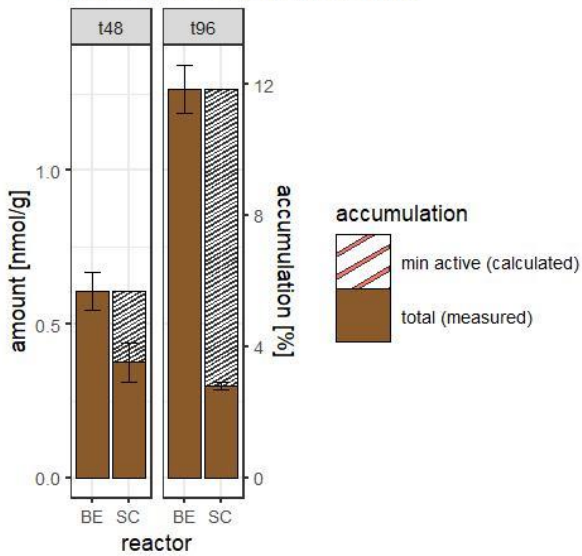 t48 t96
12
1.0
8
0.5
4
0.0
0
amount [nmol/g]
accumulation [%]
BE SC BE SC
reactor
accumulation
min active (calculated)
total (measured)